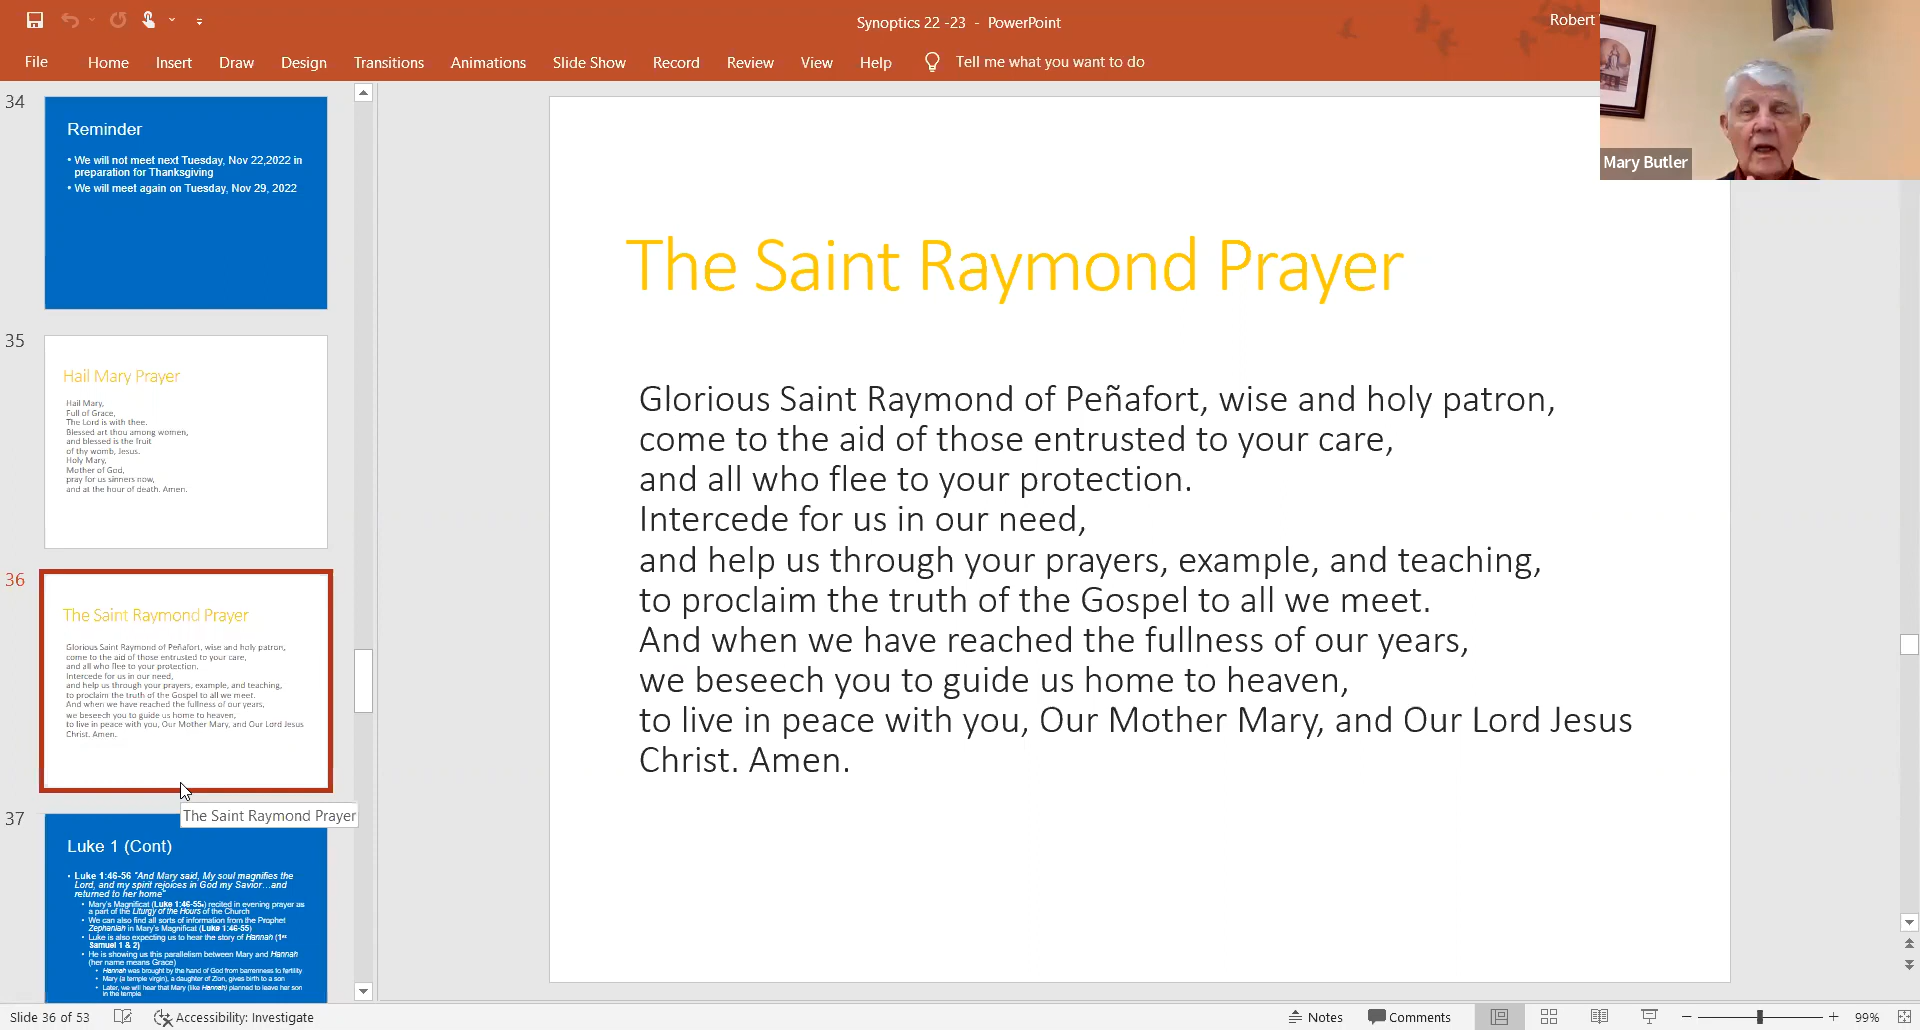 Synoptics 22 -23 - PowerPoint
Robert
File Home Insert Draw Design Transitions Animations Slide Show Record Review View Help Tell me what you want to do
Mary Butler
34
Reminder
• We will not meet next Tuesday, Nov 22,2022 in
preparation for Thanksgiving
• We will meet again on Tuesday, Nov 29, 2022
35
Hail Mary Prayer
Hail Mary,
Full of Grace,
The Lord is with thee.
Blessed art thou among women,
and blessed is the fruit
of thy womb, Jesus.
Holy Mary,
Mother of God,
pray for us sinners now,
and at the hour of death. Amen.
36
The Saint Raymond Prayer
Glorious Saint Raymond of Peñafort, wise and holy patron,
come to the aid of those entrusted to your care,
and all who flee to your protection.
Intercede for us in our need,
and help us through your prayers, example, and teaching,
to proclaim the truth of the Gospel to all we meet.
And when we have reached the fullness of our years,
we beseech you to guide us home to heaven,
to live in peace with you, Our Mother Mary, and Our Lord Jesus
Christ. Amen.
The Saint Raymond Prayer
37
Luke 1 (Cont)
• Luke 1:46-56 "And Mary said, My soul magnifies the
Lord, and my spirit rejoices in God my Savior…and
returned to her home"
• Mary's Magnificat (Luke 1:46-55) recited in evening prayer as
a part of the Liturgy of the Hours of the Church
• We can also find all sorts of information from the Prophet
Zephaniah in Mary's Magnificat (Luke 1:46-55)
• Luke is also expecting us to hear the story of Hannah (1st
Samuel 1 & 2)
• He is showing us this parallelism between Mary and Hannah
(her name means Grace)
• Hannah was brought by the hand of God from barrenness to fertility
• Mary (a temple virgin), a daughter of Zion, gives birth to a son
• Later, we will hear that Mary (like Hannah) planned to leave her son
in the temple
The Saint Raymond Prayer
Glorious Saint Raymond of Peñafort, wise and holy patron,
come to the aid of those entrusted to your care,
and all who flee to your protection.
Intercede for us in our need,
and help us through your prayers, example, and teaching,
to proclaim the truth of the Gospel to all we meet.
And when we have reached the fullness of our years,
we beseech you to guide us home to heaven,
to live in peace with you, Our Mother Mary, and Our Lord Jesus
Christ. Amen.
Slide 36 of 53 Accessibility: Investigate Notes Comments 99%